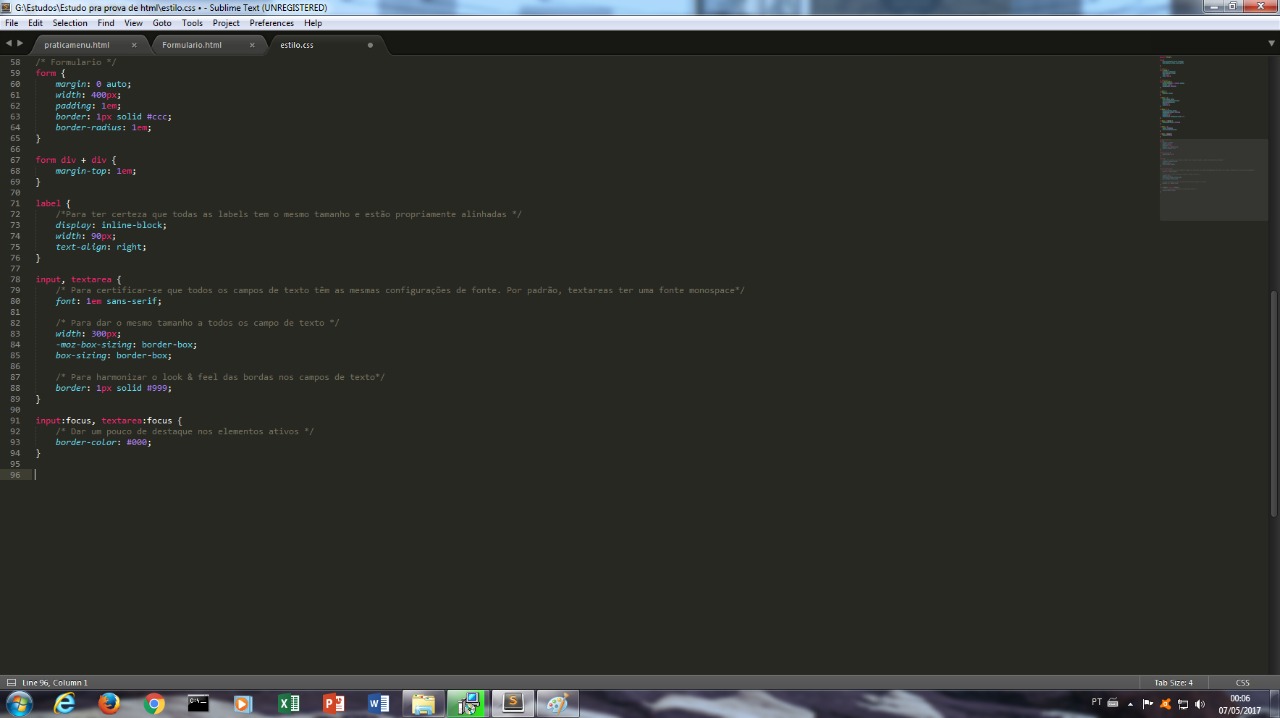 G:\Estudos\Estudo pra prova de html\estilo.css • - Sublime Text (UNREGISTERED)
File Edit Selection Find View Goto Tools Project Preferences Help
praticamenu.html × Formulario.html × estilo.css
58 /* Formulario */
59 form {
60 margin: 0 auto;
61 width: 400px;
62 padding: 1em;
63 border: 1px solid #ccc;
64 border-radius: 1em;
65 }
66
67 form div + div {
68 margin-top: 1em;
69 }
70
71 label {
72 /*Para ter certeza que todas as labels tem o mesmo tamanho e estão propriamente alinhadas */
73 display: inline-block;
74 width: 90px;
75 text-align: right;
76 }
77
78 input, textarea {
79 /* Para certificar-se que todos os campos de texto têm as mesmas configurações de fonte. Por padrão, textareas ter uma fonte monospace*/
80 font: 1em sans-serif;
81
82 /* Para dar o mesmo tamanho a todos os campo de texto */
83 width: 300px;
84 -moz-box-sizing: border-box;
85 box-sizing: border-box;
86
87 /* Para harmonizar o look & feel das bordas nos campos de texto*/
88 border: 1px solid #999;
89 }
90
91 input:focus, textarea:focus {
92 /* Dar um pouco de destaque nos elementos ativos */
93 border-color: #000;
94 }
95
96
Line 96, Column 1 Tab Size: 4 CSS
PT 00:06
07/05/2017